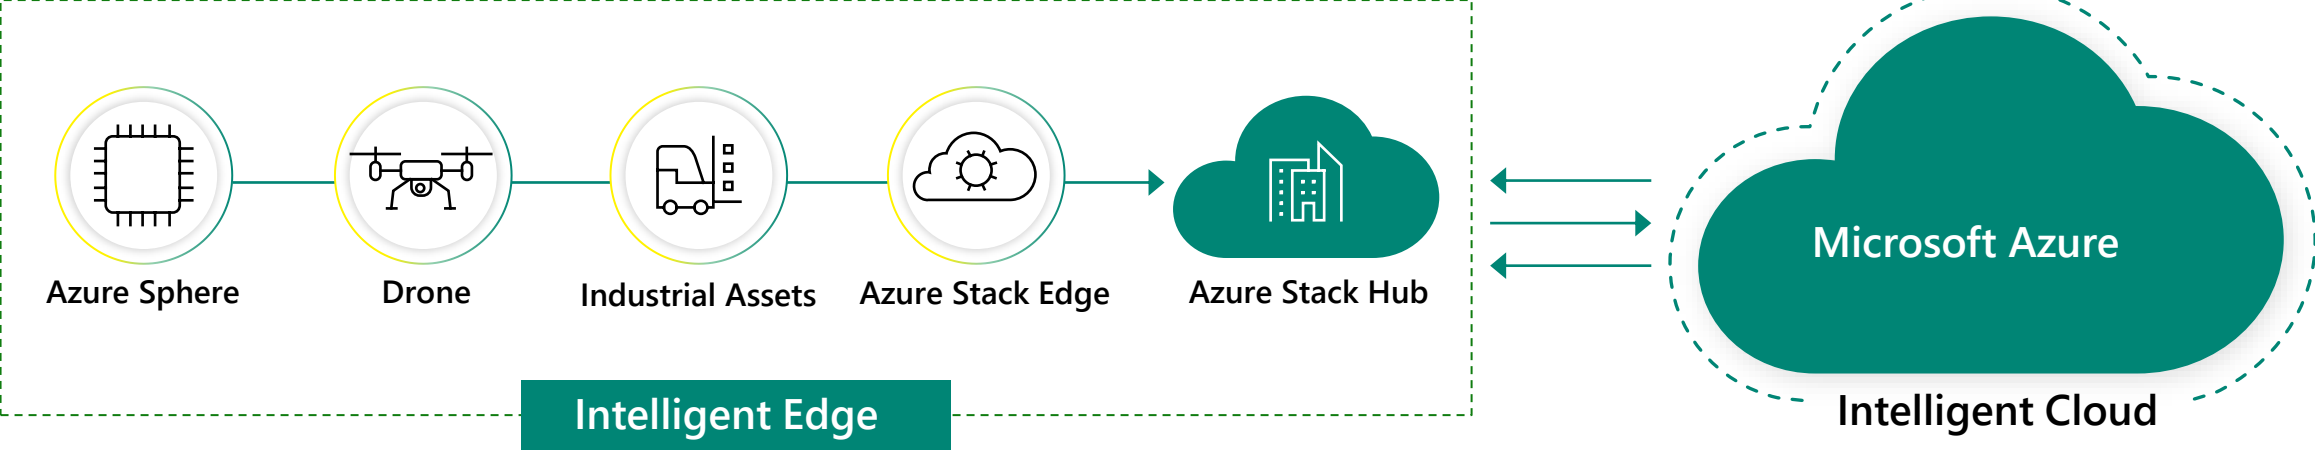 Azure Sphere
Drone
Industrial Assets
Azure Stack Edge
Azure Stack Hub
Intelligent Edge
Microsoft Azure
Intelligent Cloud